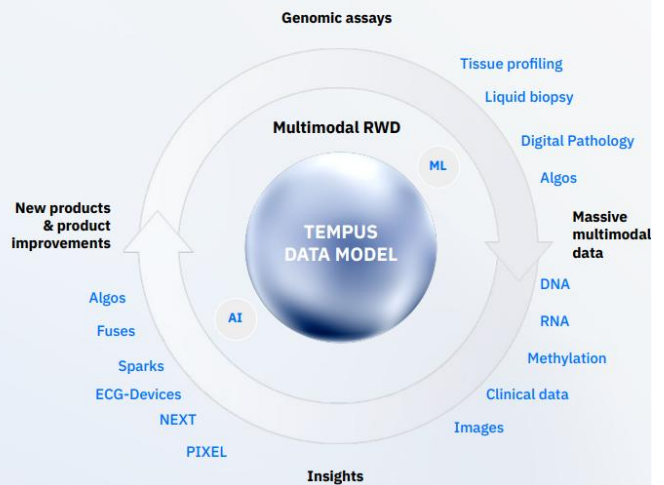 Genomic assays
Tissue profiling
Liquid biopsy
Digital Pathology
Algos
Multimodal RWD
ML
TEMPUS
DATA MODEL
AI
New products
& product
improvements
Massive
multimodal
data
DNA
RNA
Methylation
Clinical data
Images
Algos
Fuses
Sparks
ECG-Devices
NEXT
PIXEL
Insights